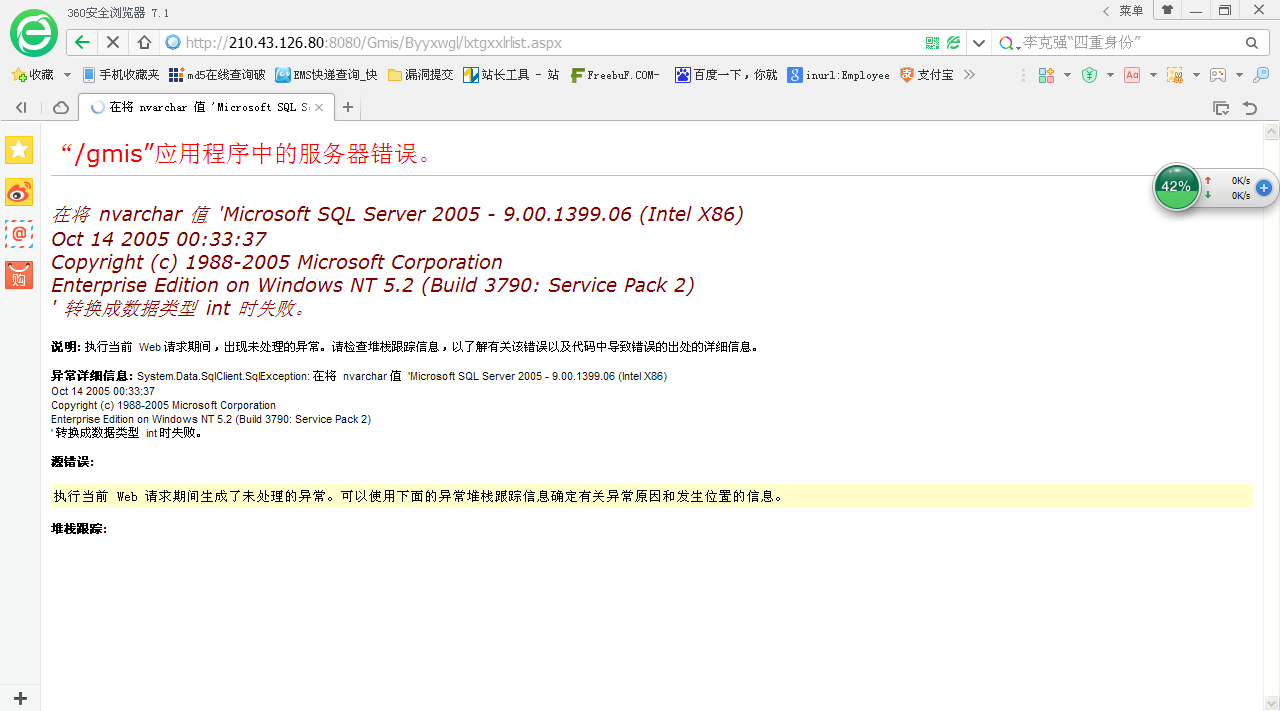 360安全浏览器 7.1
菜单
http://210.43.126.80:8080/Gmis/Byyxwgl/lxtgxxlrlist.aspx
李克强“四重身份”
收藏 手机收藏夹 md5在线查询破 EMS快递查询_快 漏洞提交 站长工具 - 站 FreebuF.COM- 百度一下，你就 inurl:Employee 支付宝
在将 nvarchar 值 'Microsoft SQL S
“/gmis”应用程序中的服务器错误。
42%
0K/s
0K/s
购
在将 nvarchar 值 'Microsoft SQL Server 2005 - 9.00.1399.06 (Intel X86)
Oct 14 2005 00:33:37
Copyright (c) 1988-2005 Microsoft Corporation
Enterprise Edition on Windows NT 5.2 (Build 3790: Service Pack 2)
' 转换成数据类型 int 时失败。
说明: 执行当前 Web 请求期间，出现未处理的异常。请检查堆栈跟踪信息，以了解有关该错误以及代码中导致错误的出处的详细信息。
异常详细信息: System.Data.SqlClient.SqlException: 在将 nvarchar 值 'Microsoft SQL Server 2005 - 9.00.1399.06 (Intel X86)
Oct 14 2005 00:33:37
Copyright (c) 1988-2005 Microsoft Corporation
Enterprise Edition on Windows NT 5.2 (Build 3790: Service Pack 2)
' 转换成数据类型 int 时失败。
源错误:
执行当前 Web 请求期间生成了未处理的异常。可以使用下面的异常堆栈跟踪信息确定有关异常原因和发生位置的信息。
堆栈跟踪: